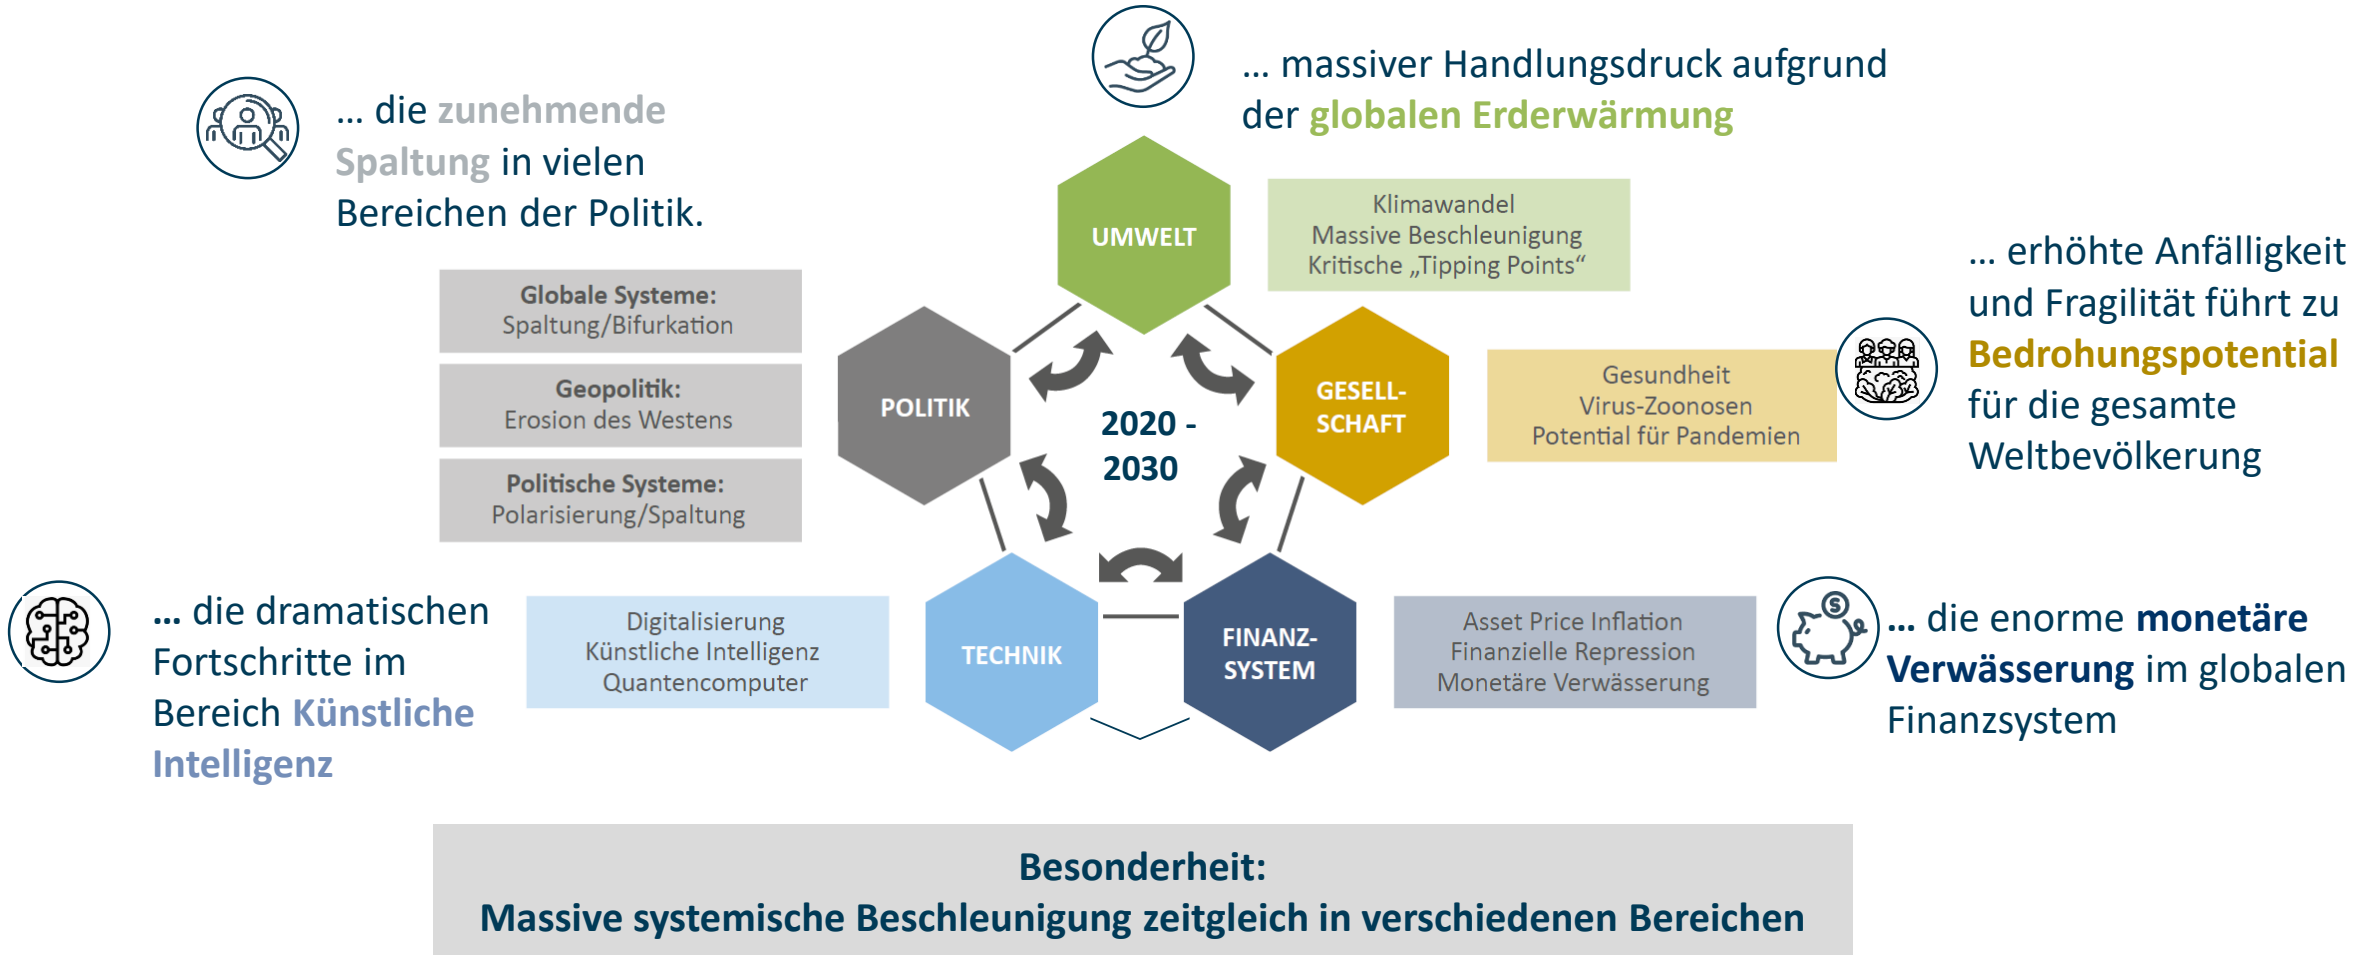 ... massiver Handlungsdruck aufgrund
der globalen Erderwärmung
... die zunehmende
Spaltung in vielen
Bereichen der Politik.
UMWELT
Klimawandel
Massive Beschleunigung
Kritische „Tipping Points“
... erhöhte Anfälligkeit
und Fragilität führt zu
Bedrohungspotential
für die gesamte
Weltbevölkerung
Globale Systeme:
Spaltung/Bifurkation
Geopolitik:
Erosion des Westens
Politische Systeme:
Polarisierung/Spaltung
POLITIK
2020 -
2030
GESELL-
SCHAFT
Gesundheit
Virus-Zoonosen
Potential für Pandemien
... die dramatischen
Fortschritte im
Bereich Künstliche
Intelligenz
Digitalisierung
Künstliche Intelligenz
Quantencomputer
TECHNIK
FINANZ-
SYSTEM
Asset Price Inflation
Finanzielle Repression
Monetäre Verwässerung
$
... die enorme monetäre
Verwässerung im globalen
Finanzsystem
Besonderheit:
Massive systemische Beschleunigung zeitgleich in verschiedenen Bereichen